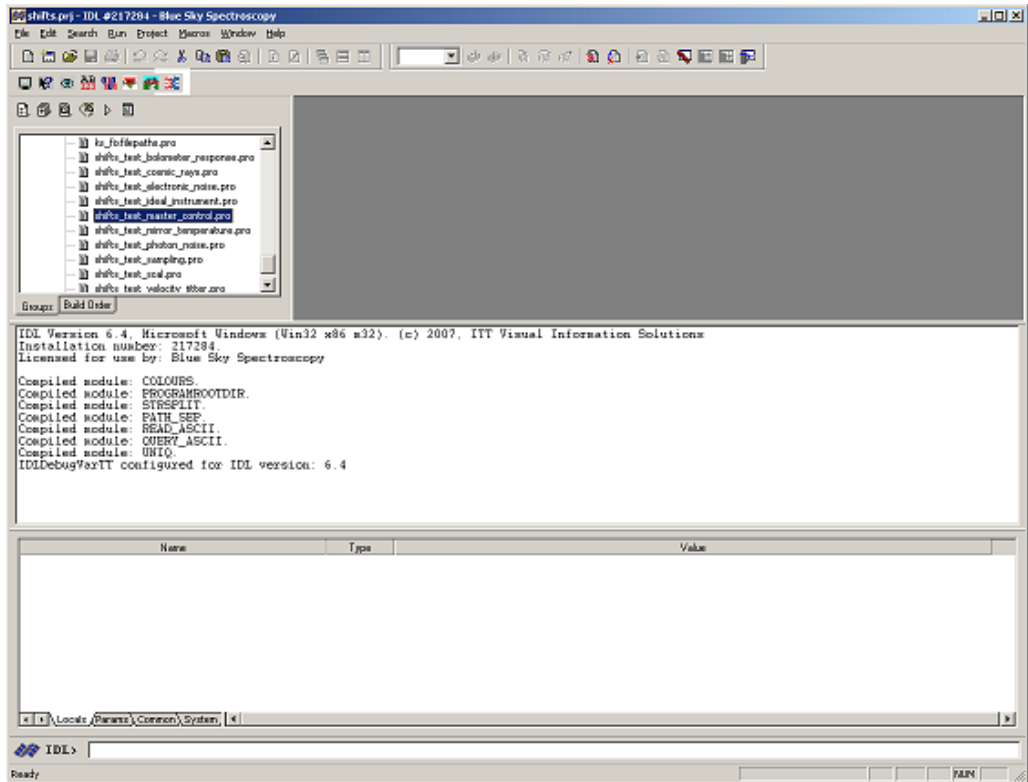 shifts.prj - IDL #217284 - Blue Sky Spectroscopy
File Edit Search Run Project Macros Window Help
shifts_test_bolometer_response.pro
shifts_test_cosmic_rays.pro
shifts_test_electronic_noise.pro
shifts_test_ideal_instrument.pro
shifts_test_master_control.pro
shifts_test_mirror_temperature.pro
shifts_test_photon_noise.pro
shifts_test_sampling.pro
shifts_test_scal.pro
Groups Build Order
IDL Version 6.4, Microsoft Windows (Win32 x86 m32). (c) 2007, ITT Visual Information Solutions
Installation number: 217284.
Licensed for use by: Blue Sky Spectroscopy
Compiled module: COLOURS.
Compiled module: PROGRAMROOTDIR.
Compiled module: STRSPLIT.
Compiled module: PATH_SEP.
Compiled module: READ_ASCII.
Compiled module: QUERY_ASCII.
Compiled module: UNIQ.
IDLDebugVarTT configured for IDL version: 6.4
Name Type Value
Locals Params Common System
IDL>
Ready NUM